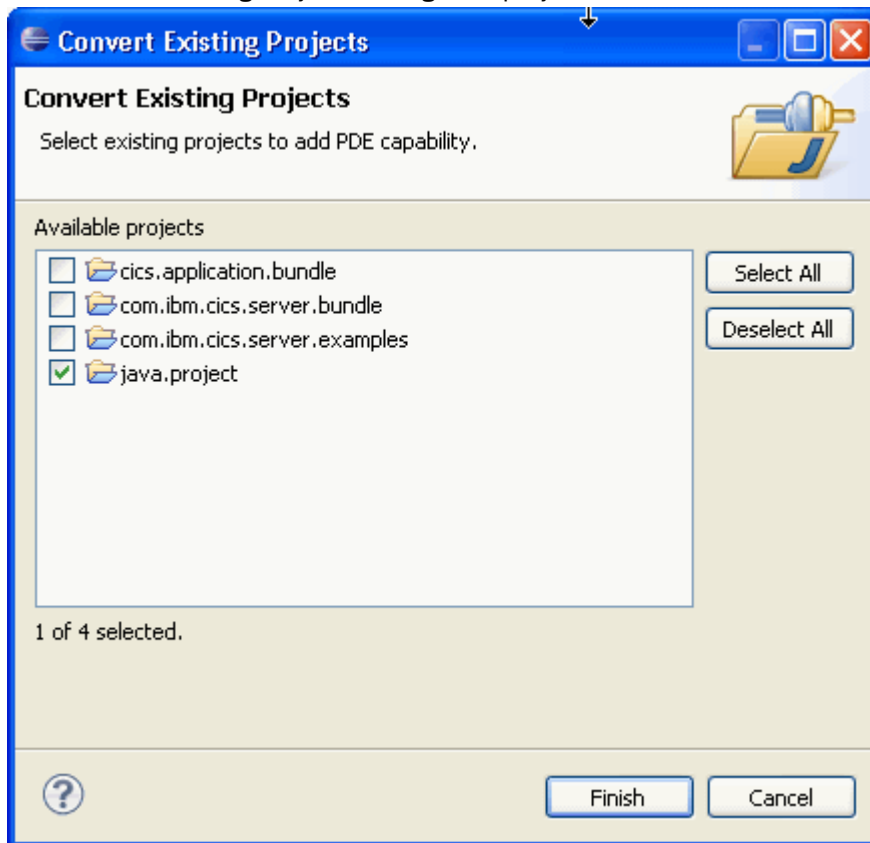 Convert Existing Projects
Convert Existing Projects
Select existing projects to add PDE capability.
Available projects
cics.application.bundle
com.ibm.cics.server.bundle
com.ibm.cics.server.examples
java.project
Select All
Deselect All
1 of 4 selected.
?
Finish
Cancel